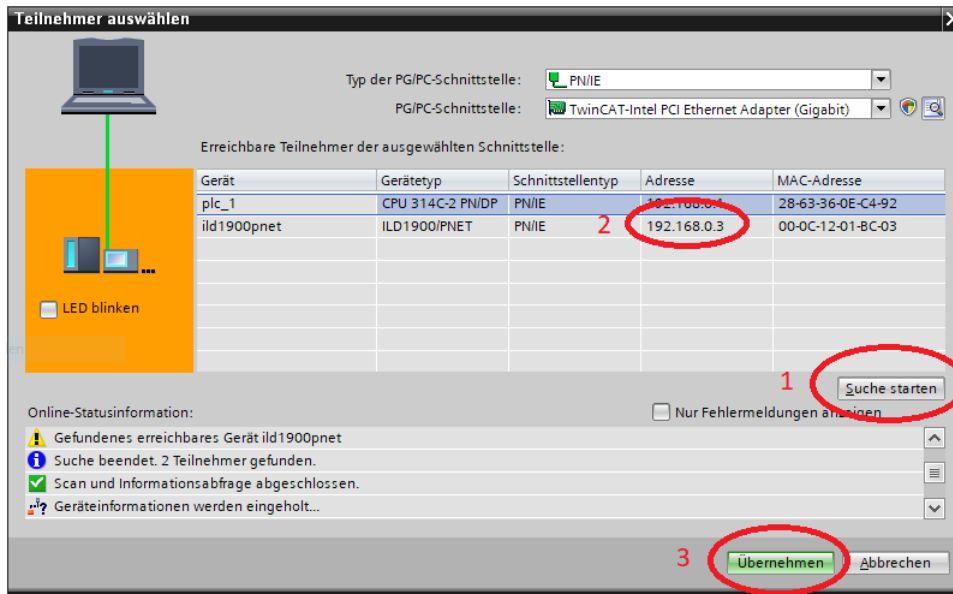 Teilnehmer auswählen
Typ der PG/PC-Schnittstelle: PN/IE
PG/PC-Schnittstelle: TwinCAT-Intel PCI Ethernet Adapter (Gigabit)
Erreichbare Teilnehmer der ausgewählten Schnittstelle:
Gerät Gerätetyp Schnittstellentyp Adresse MAC-Adresse
plc_1 CPU 314C-2 PN/DP PN/IE 28-63-36-0E-C4-92
ild1900pnet ILD1900/PNET PN/IE 2 192.168.0.3 00-0C-12-01-BC-03
LED blinken
1 Suche starten
Online-Statusinformation: Nur Fehlermeldungen anzeigen
Gefundenes erreichbares Gerät ild1900pnet
Suche beendet. 2 Teilnehmer gefunden.
Scan und Informationsabfrage abgeschlossen.
Geräteinformationen werden eingeholt...
3 Übernehmen Abbrechen